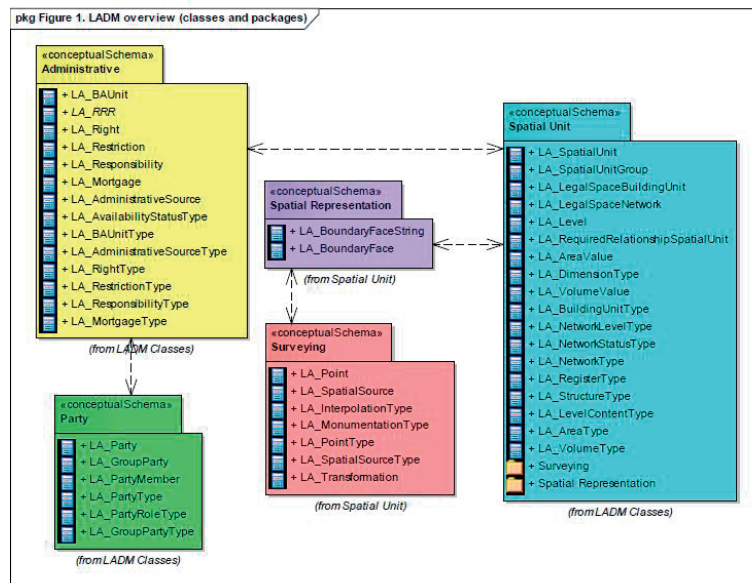 pkg Figure 1. LADM overview (classes and packages)
«conceptualSchema»
Administrative
+ LA_BAUnit
+ LA_RRR
+ LA_Right
+ LA_Restriction
+ LA_Responsibility
+ LA_Mortgage
+ LA_AdministrativeSource
+ LA_AvailabilityStatusType
+ LA_BAUnitType
+ LA_AdministrativeSourceType
+ LA_RightType
+ LA_RestrictionType
+ LA_ResponsibilityType
+ LA_MortgageType
(from LADM Classes)
«conceptualSchema»
Party
+ LA_Party
+ LA_GroupParty
+ LA_PartyMember
+ LA_PartyType
+ LA_PartyRoleType
+ LA_GroupPartyType
(from LADM Classes)
«conceptualSchema»
Spatial Representation
+ LA_BoundaryFaceString
+ LA_BoundaryFace
(from Spatial Unit)
«conceptualSchema»
Surveying
+ LA_Point
+ LA_SpatialSource
+ LA_InterpolationType
+ LA_MonumentationType
+ LA_PointType
+ LA_SpatialSourceType
+ LA_Transformation
(from Spatial Unit)
«conceptualSchema»
Spatial Unit
+ LA_SpatialUnit
+ LA_SpatialUnitGroup
+ LA_LegalSpaceBuildingUnit
+ LA_LegalSpaceNetwork
+ LA_Level
+ LA_RequiredRelationshipSpatialUnit
+ LA_AreaValue
+ LA_DimensionType
+ LA_VolumeValue
+ LA_BuildingUnitType
+ LA_NetworkLevelType
+ LA_NetworkStatusType
+ LA_NetworkType
+ LA_RegisterType
+ LA_StructureType
+ LA_LevelContentType
+ LA_AreaType
+ LA_VolumeType
+ Surveying
+ Spatial Representation
(from LADM Classes)